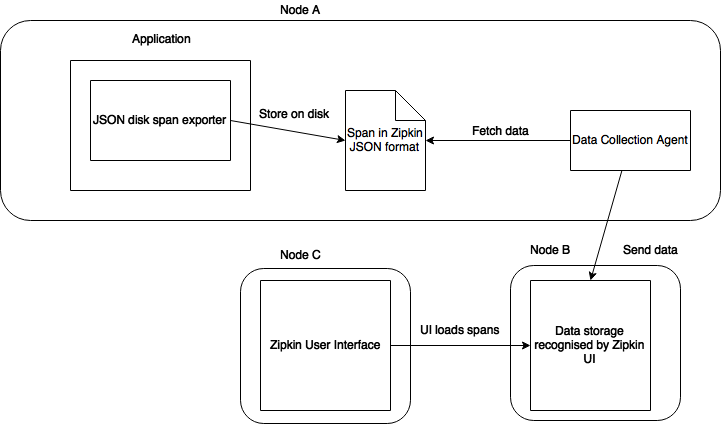 Node A
Application
JSON disk span exporter
Store on disk
Span in Zipkin
JSON format
Fetch data
Data Collection Agent
Node C
Node B
Send data
Zipkin User Interface
UI loads spans
Data storage
recognised by Zipkin
UI